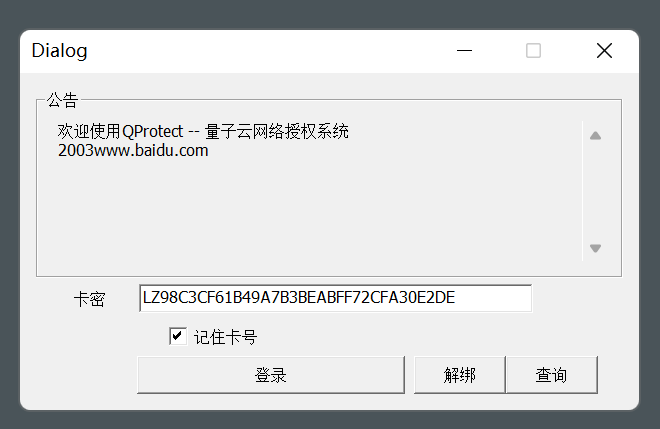 Dialog
公告
欢迎使用QProtect -- 量子云网络授权系统
2003www.baidu.com
卡密 LZ98C3CF61B49A7B3BEABFF72CFA30E2DE
记住卡号
登录 解绑 查询